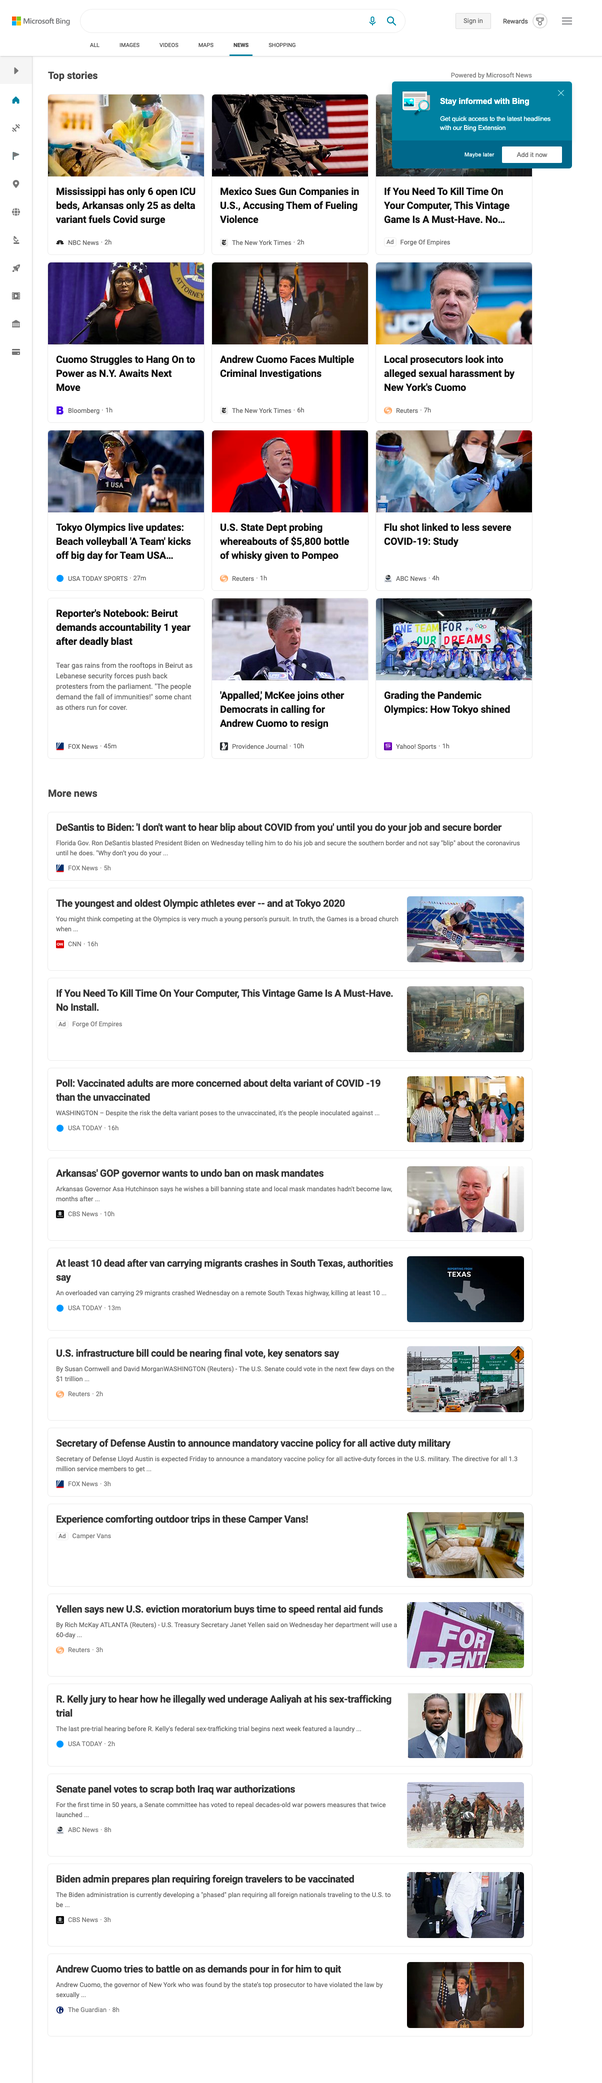 Microsoft Bing
Sign in
Rewards
ALL
IMAGES
VIDEOS
MAPS
NEWS
SHOPPING
Top stories
Powered by Microsoft News
Stay informed with Bing
Get quick access to the latest headlines
with our Bing Extension
Maybe later
Add it now
Mississippi has only 6 open ICU
beds, Arkansas only 25 as delta
variant fuels Covid surge
NBC News · 2h
Mexico Sues Gun Companies in
U.S., Accusing Them of Fueling
Violence
The New York Times · 2h
If You Need To Kill Time On
Your Computer, This Vintage
Game Is A Must-Have. No...
Ad Forge Of Empires
ATTORNEY
Cuomo Struggles to Hang On to
Power as N.Y. Awaits Next
Move
Bloomberg · 1h
Andrew Cuomo Faces Multiple
Criminal Investigations
The New York Times · 6h
Local prosecutors look into
alleged sexual harassment by
New York's Cuomo
Reuters · 7h
1 USA
Tokyo Olympics live updates:
Beach volleyball 'A Team' kicks
off big day for Team USA...
USA TODAY SPORTS · 27m
U.S. State Dept probing
whereabouts of $5,800 bottle
of whisky given to Pompeo
Reuters · 1h
Flu shot linked to less severe
COVID-19: Study
ABC News · 4h
Reporter's Notebook: Beirut
demands accountability 1 year
after deadly blast
Tear gas rains from the rooftops in Beirut as
Lebanese security forces push back
protesters from the parliament. "The people
demand the fall of immunities!" some chant
as others run for cover.
FOX News · 45m
'Appalled,' McKee joins other
Democrats in calling for
Andrew Cuomo to resign
Providence Journal · 10h
ONE TEAM FOR
OUR DREAMS
Grading the Pandemic
Olympics: How Tokyo shined
Yahoo! Sports · 1h
More news
DeSantis to Biden: 'I don't want to hear blip about COVID from you' until you do your job and secure border
Florida Gov. Ron DeSantis blasted President Biden on Wednesday telling him to do his job and secure the southern border and not say "blip" about the coronavirus
until he does. "Why don't you do your ...
FOX News · 5h
The youngest and oldest Olympic athletes ever -- and at Tokyo 2020
You might think competing at the Olympics is very much a young person's pursuit. In truth, the Games is a broad church
when ...
CNN · 16h
If You Need To Kill Time On Your Computer, This Vintage Game Is A Must-Have.
No Install.
Ad Forge Of Empires
Poll: Vaccinated adults are more concerned about delta variant of COVID -19
than the unvaccinated
WASHINGTON – Despite the risk the delta variant poses to the unvaccinated, it's the people inoculated against ...
USA TODAY · 16h
Arkansas' GOP governor wants to undo ban on mask mandates
Arkansas Governor Asa Hutchinson says he wishes a bill banning state and local mask mandates hadn't become law,
months after ...
CBS News · 10h
At least 10 dead after van carrying migrants crashes in South Texas, authorities
say
An overloaded van carrying 29 migrants crashed Wednesday on a remote South Texas highway, killing at least 10 ...
USA TODAY · 13m
TEXAS
U.S. infrastructure bill could be nearing final vote, key senators say
By Susan Cornwell and David MorganWASHINGTON (Reuters) - The U.S. Senate could vote in the next few days on the
$1 trillion ...
Reuters · 2h
Secretary of Defense Austin to announce mandatory vaccine policy for all active duty military
Secretary of Defense Lloyd Austin is expected Friday to announce a mandatory vaccine policy for all active-duty forces in the U.S. military. The directive for all 1.3
million service members to get ...
FOX News · 3h
Experience comforting outdoor trips in these Camper Vans!
Ad Camper Vans
Yellen says new U.S. eviction moratorium buys time to speed rental aid funds
By Rich McKay ATLANTA (Reuters) - U.S. Treasury Secretary Janet Yellen said on Wednesday her department will use a
60-day ...
Reuters · 3h
FOR
RENT
R. Kelly jury to hear how he illegally wed underage Aaliyah at his sex-trafficking
trial
The last pre-trial hearing before R. Kelly's federal sex-trafficking trial begins next week featured a laundry ...
USA TODAY · 2h
Senate panel votes to scrap both Iraq war authorizations
For the first time in 50 years, a Senate committee has voted to repeal decades-old war powers measures that twice
launched ...
ABC News · 8h
Biden admin prepares plan requiring foreign travelers to be vaccinated
The Biden administration is currently developing a "phased" plan requiring all foreign nationals traveling to the U.S. to
be ...
CBS News · 3h
Andrew Cuomo tries to battle on as demands pour in for him to quit
Andrew Cuomo, the governor of New York who was found by the state's top prosecutor to have violated the law by
sexually ...
The Guardian · 8h